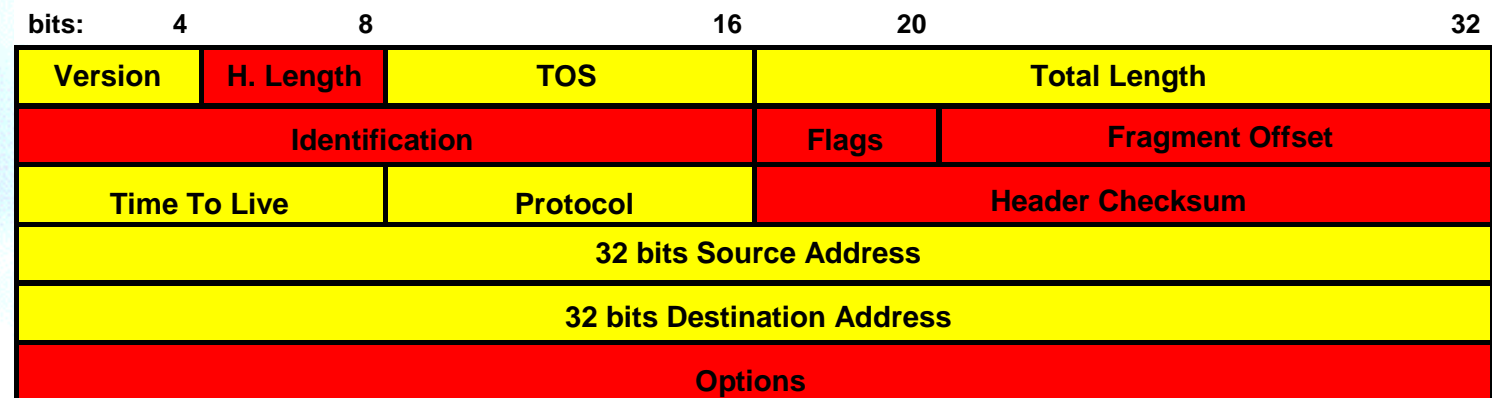 bits: 4 8 16 20 32
Version H. Length TOS Total Length
Identification Flags Fragment Offset
Time To Live Protocol Header Checksum
32 bits Source Address
32 bits Destination Address
Options